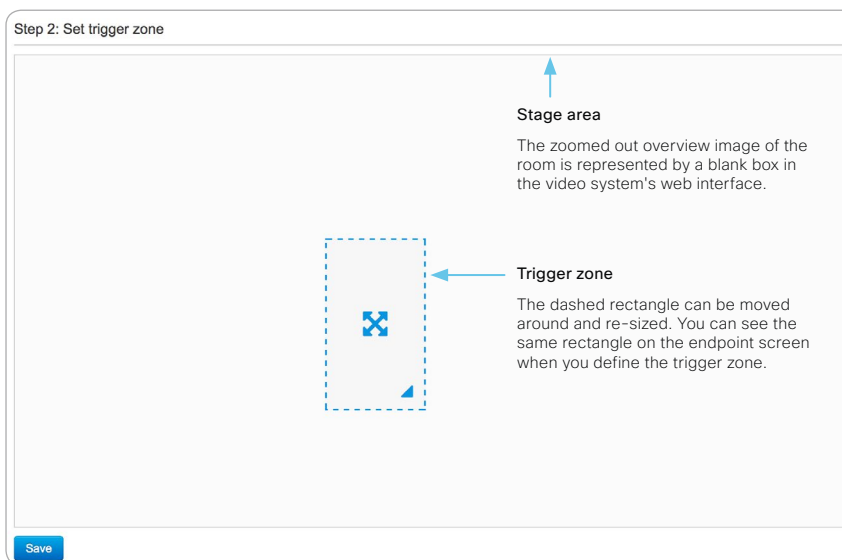 Step 2: Set trigger zone
Stage area
The zoomed out overview image of the
room is represented by a blank box in
the video system's web interface.
Trigger zone
The dashed rectangle can be moved
around and re-sized. You can see the
same rectangle on the endpoint screen
when you define the trigger zone.
Save